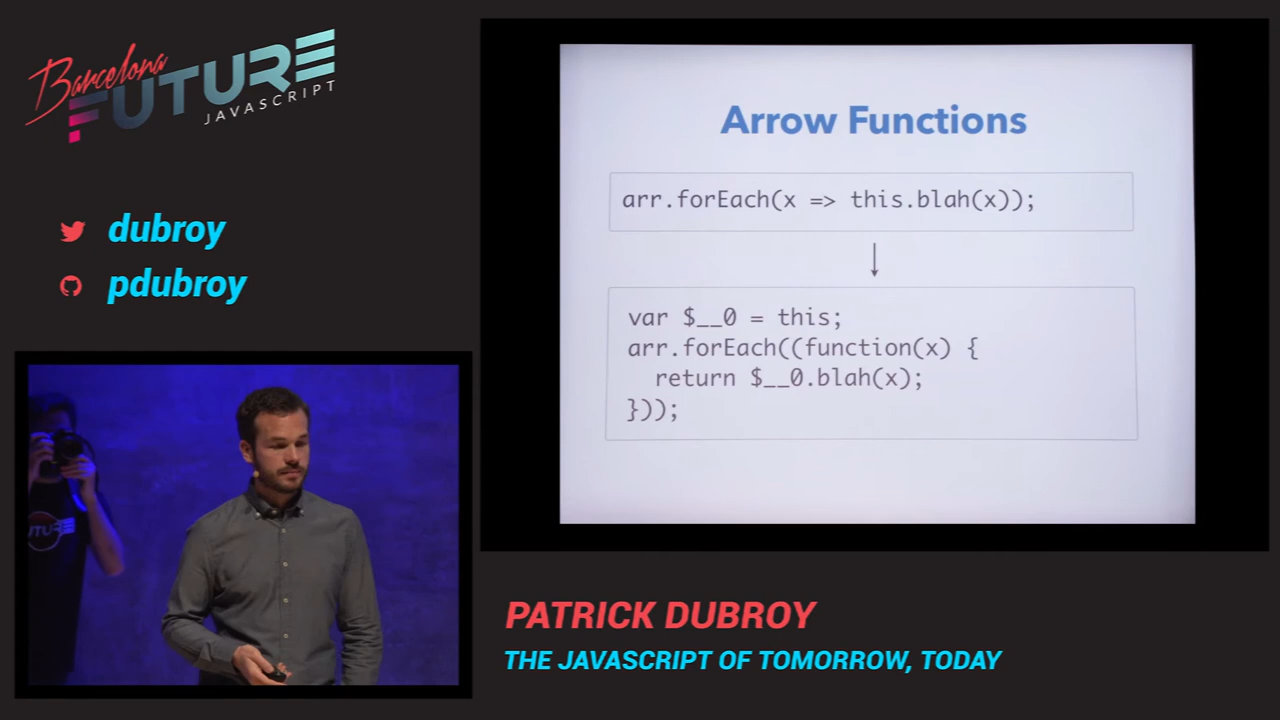 Barcelona
FUTURE
JAVASCRIPT
dubroy
pdubroy
Arrow Functions
arr.forEach(x => this.blah(x));
var $__0 = this;
arr.forEach((function(x) {
  return $__0.blah(x);
}));
UTURE
PATRICK DUBROY
THE JAVASCRIPT OF TOMORROW, TODAY